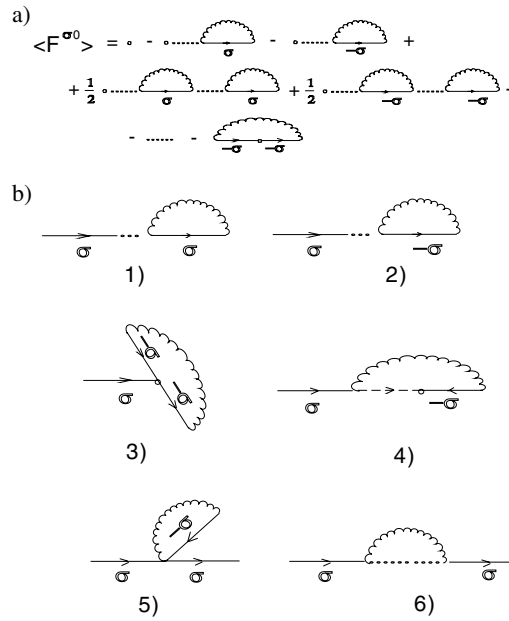 a)
<F^σ0> = - - +
σ -σ
+ 1/2 + 1/2 -
σ σ -σ -σ
- ...... -
-σ -σ
b)
σ σ σ -σ
1) 2)
-σ
σ -σ σ -σ
3) 4)
-σ
σ σ σ σ
5) 6)